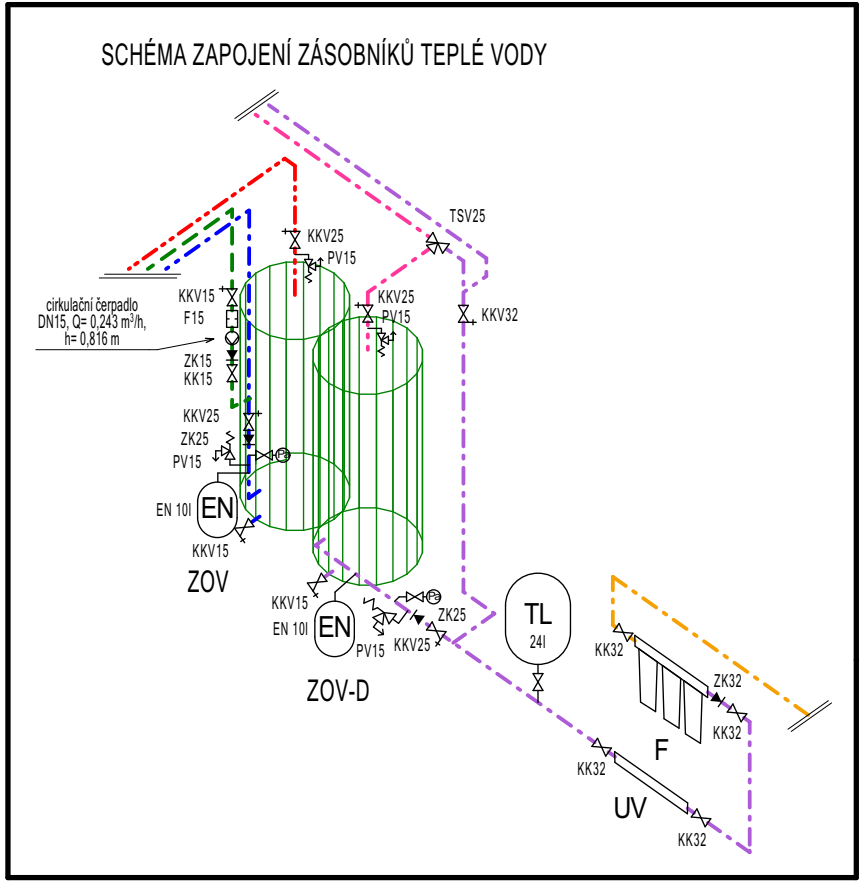 SCHÉMA ZAPOJENÍ ZÁSOBNÍKŮ TEPLÉ VODY
TSV25
KKV25
PV15
KKV15
F15
cirkulační čerpadlo
DN15, Q= 0,243 m³/h,
h= 0,816 m
ZK15
KK15
KKV25
PV15
KKV32
KKV25
ZK25
PV15
Pa
EN 10l
EN
KKV15
ZOV
KKV15
EN 10l
EN
PV15
Pa
KKV25
ZK25
ZOV-D
TL
24l
KK32
ZK32
KK32
F
KK32
UV
KK32